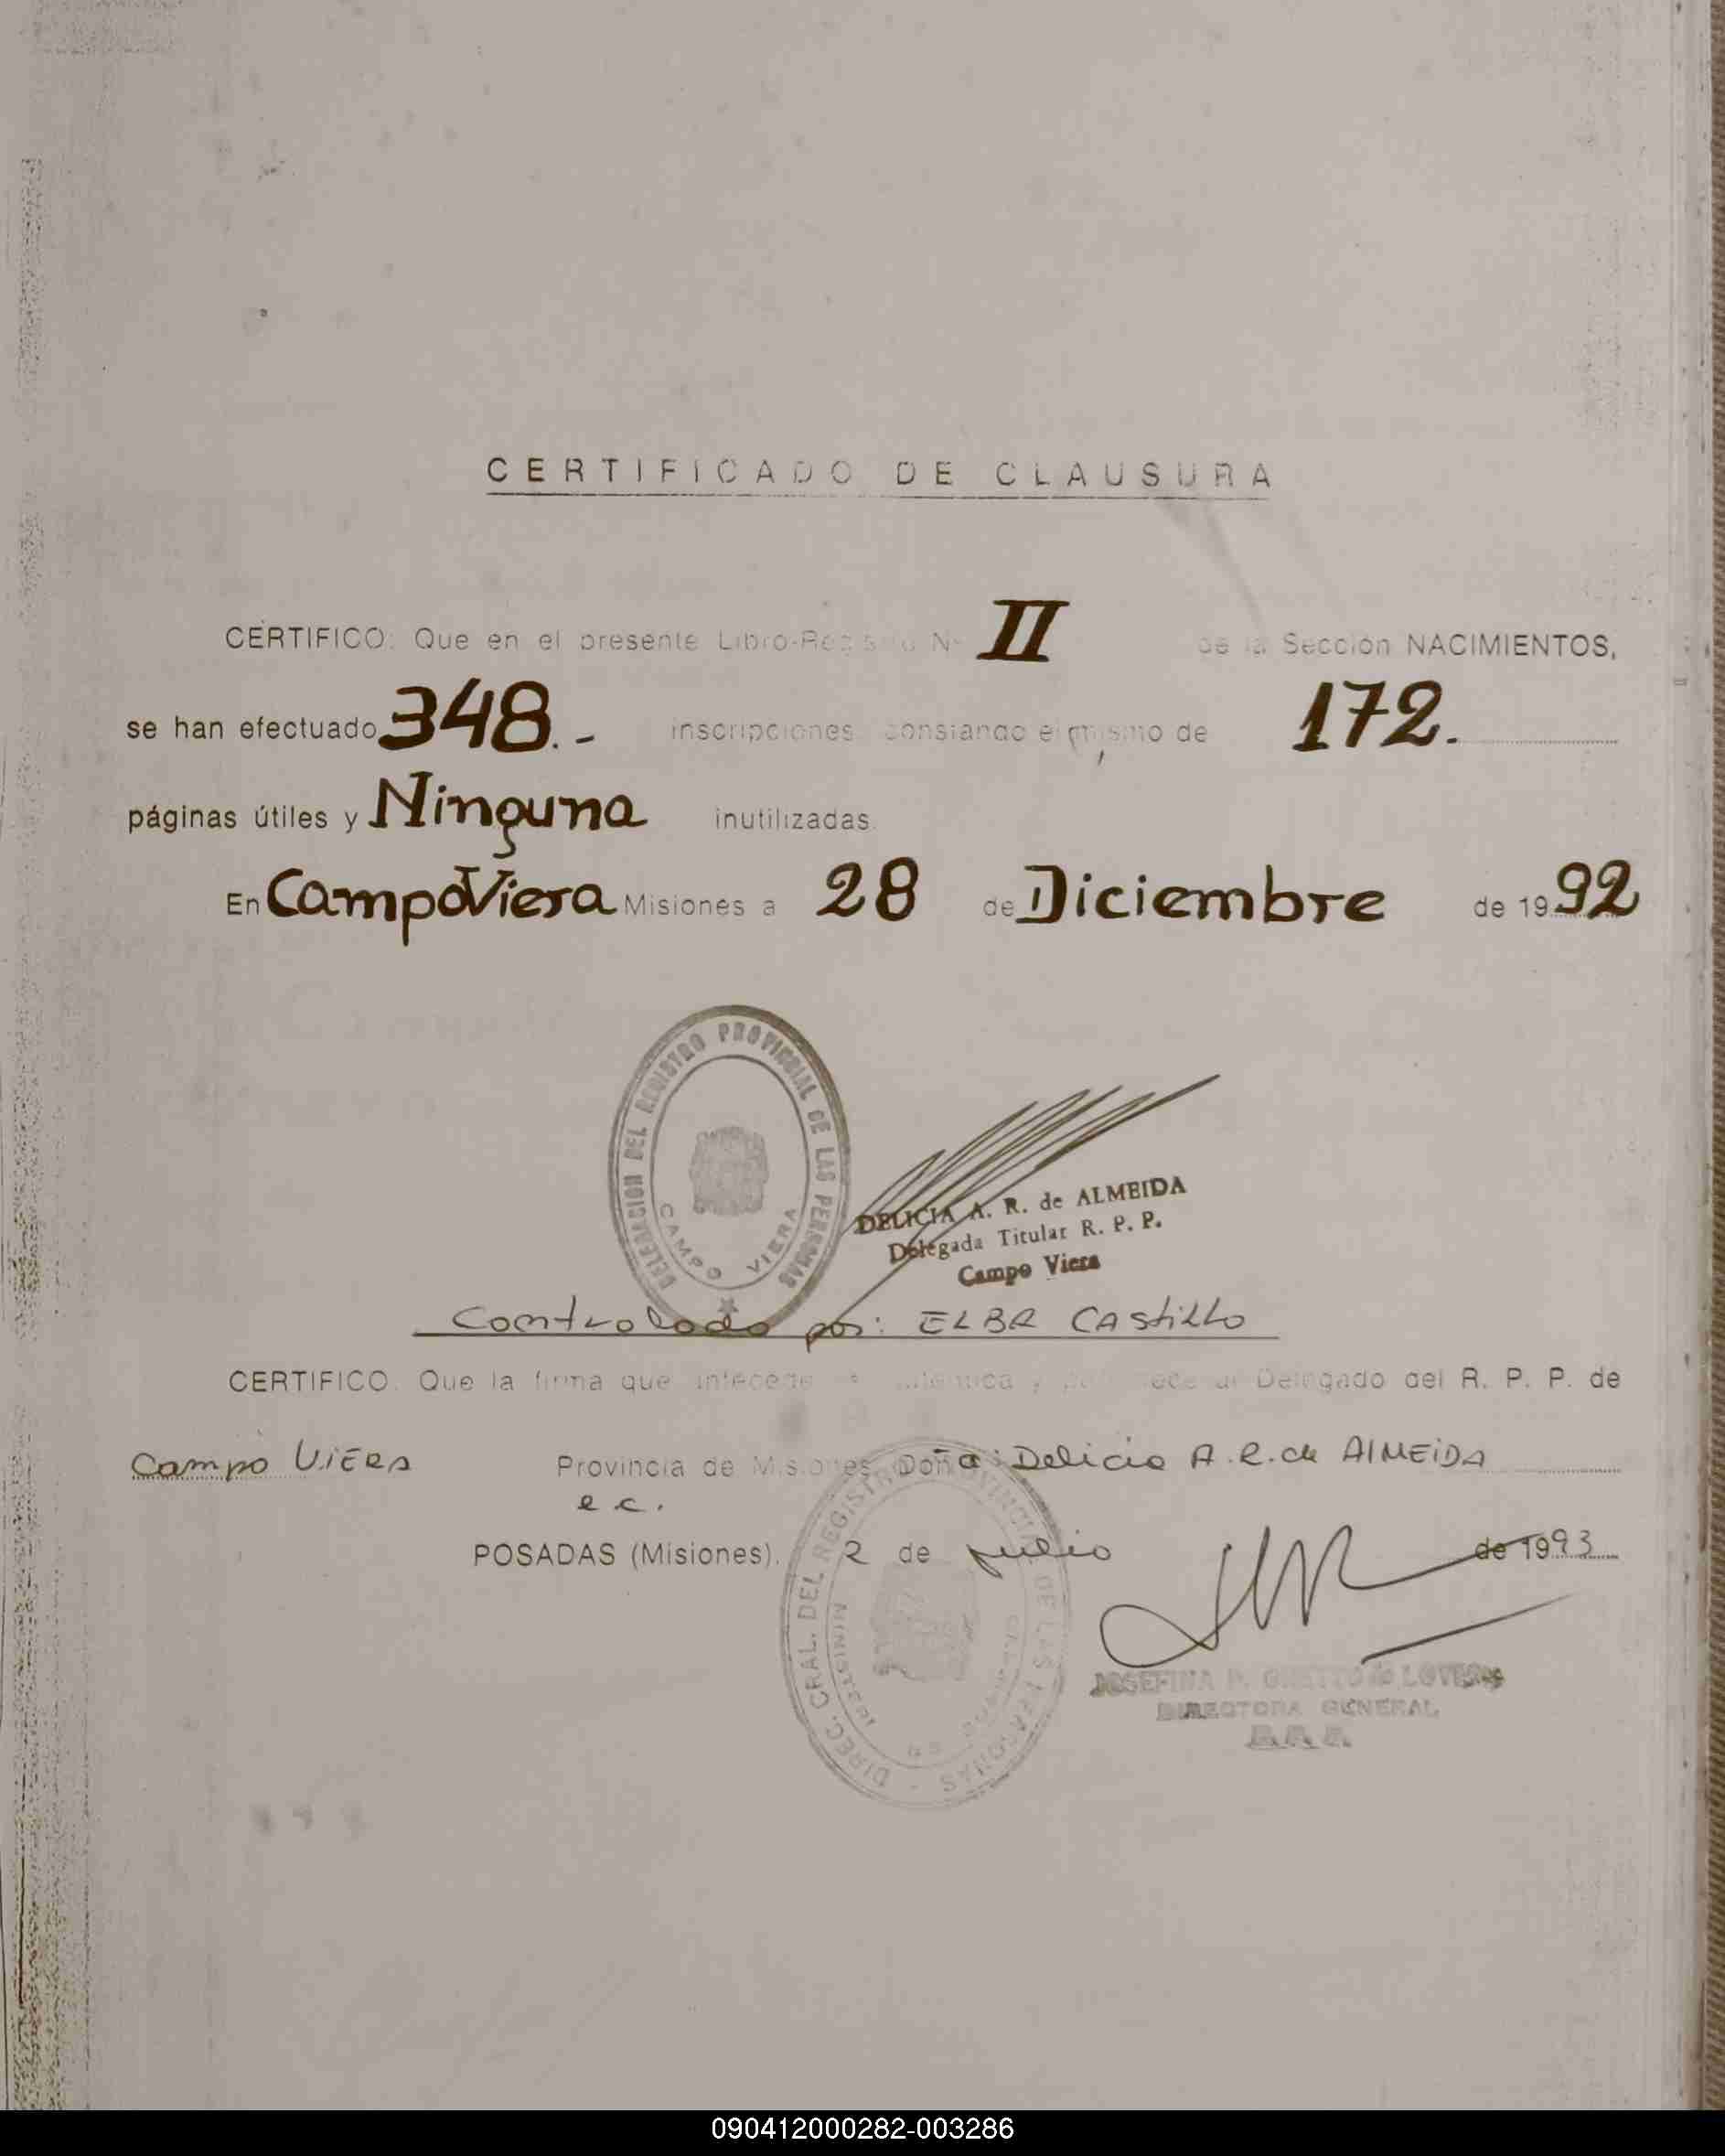 CERTIFICADO DE CLAUSURA
CERTIFICO: Que en el presente Libro-Registro Nº II de la Sección NACIMIENTOS,
se han efectuado 348.- inscripciones constando el mismo de 172.
páginas útiles y Ninguna inutilizadas.
En Campo Viera Misiones a 28 de Diciembre de 1992
DELEGACION DEL REGISTRO PROVINCIAL DE LAS PERSONAS
CAMPO VIERA
DELICIA A. R. de ALMEIDA
Delegada Titular R. P. P.
Campo Viera
Controlado por: ELBA CAStiLLo
CERTIFICO. Que la firma que antecede es auténtica y pertenece al Delegado del R. P. P. de
Campo ViERA Provincia de Misiones Doña: Delicia A. R. de AlMEiDA
e c.
POSADAS (Misiones), 2 de julio de 1993
DIREC. GRAL. DEL REGISTRO PROVINCIAL DE LAS PERSONAS
JOSEFINA
DIRECTORA GENERAL
090412000282-003286